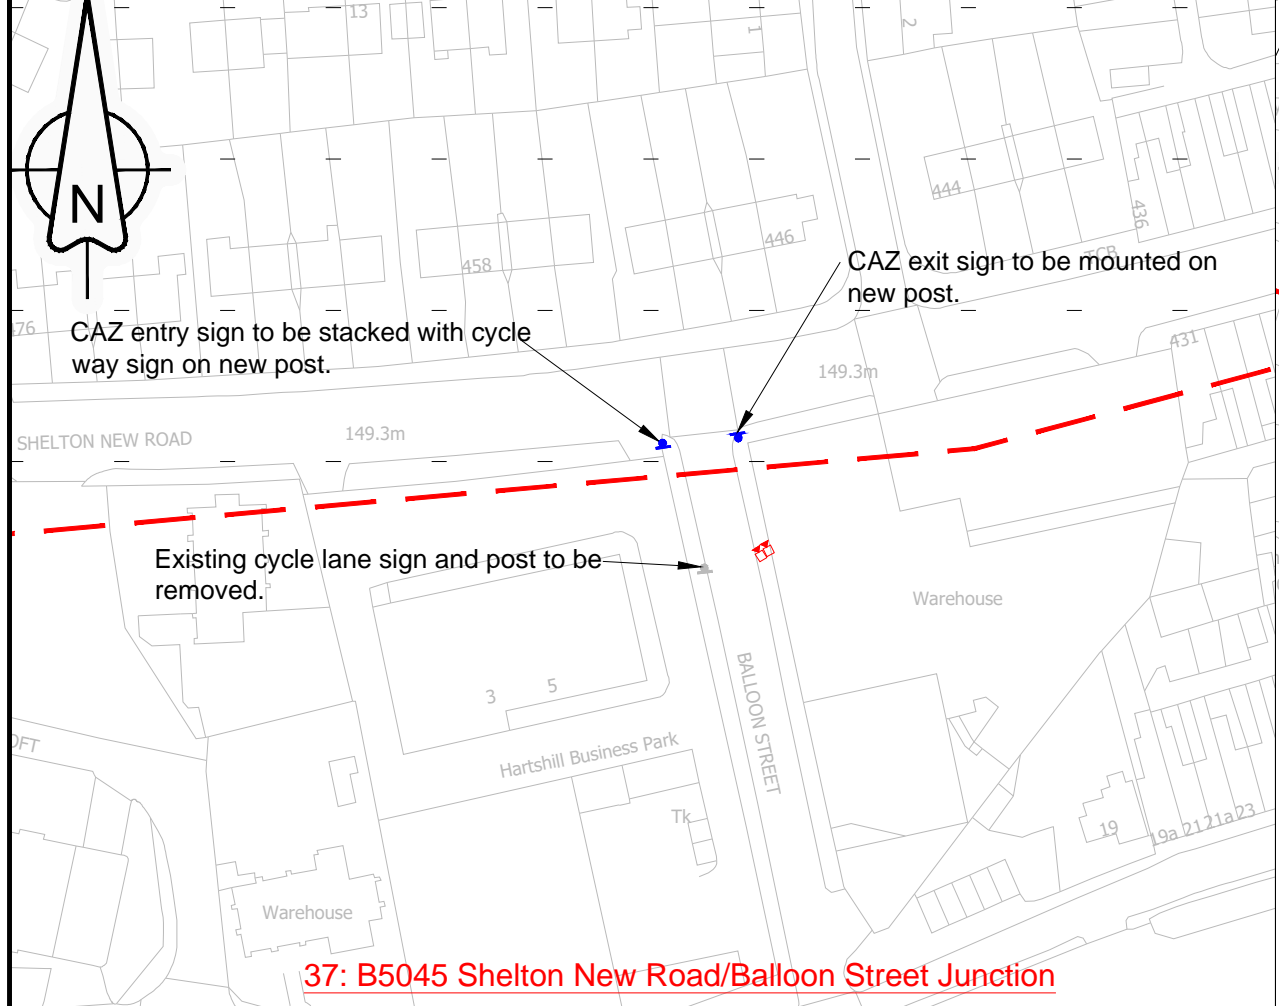 13
1
2
N
444
436
446
458
TCB
CAZ exit sign to be mounted on
new post.
76
CAZ entry sign to be stacked with cycle
way sign on new post.
431
149.3m
SHELTON NEW ROAD
149.3m
Existing cycle lane sign and post to be
removed.
Warehouse
3 5
BALLOON STREET
OFT
Hartshill Business Park
Tk
19 19a 21 21a 23
Warehouse
37: B5045 Shelton New Road/Balloon Street Junction